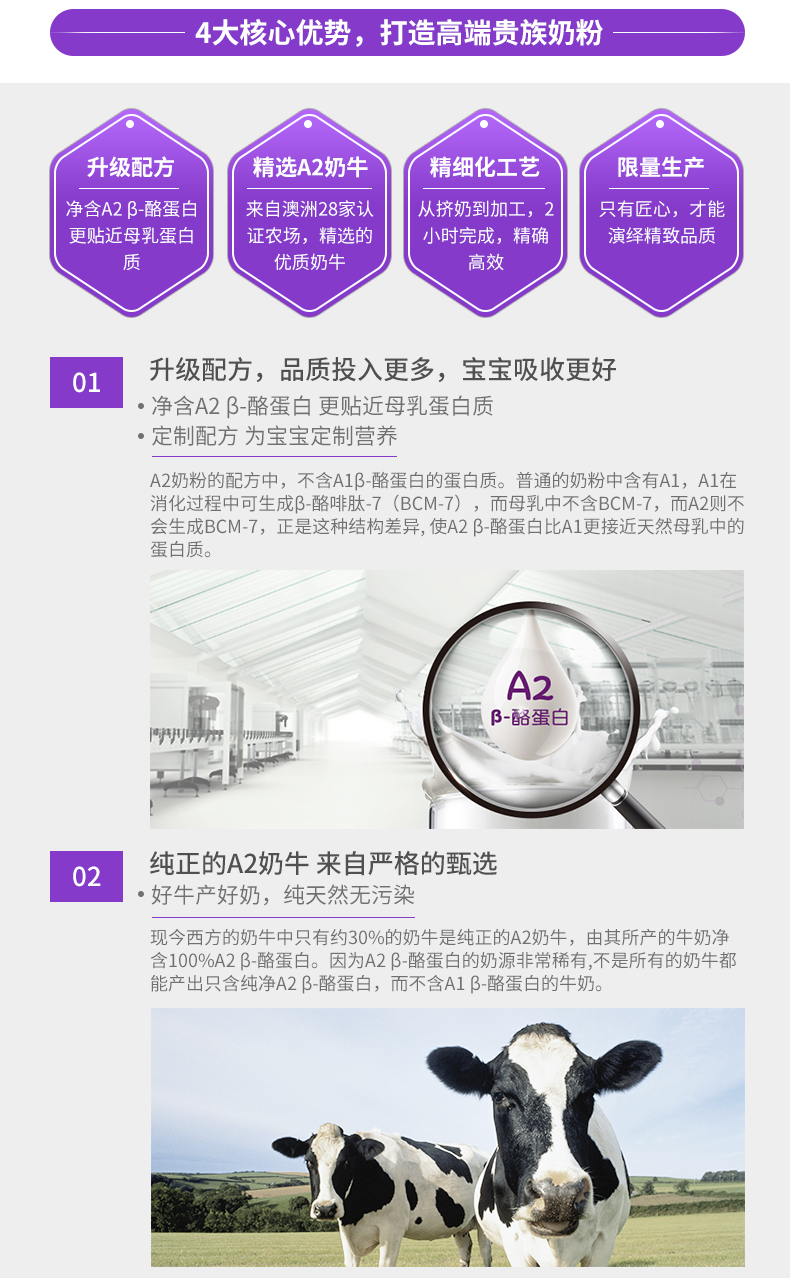 4大核心优势，打造高端贵族奶粉
升级配方
净含A2 β-酪蛋白
更贴近母乳蛋白
质
精选A2奶牛
来自澳洲28家认
证农场，精选的
优质奶牛
精细化工艺
从挤奶到加工，2
小时完成，精确
高效
限量生产
只有匠心，才能
演绎精致品质
01
升级配方，品质投入更多，宝宝吸收更好
• 净含A2 β-酪蛋白 更贴近母乳蛋白质
• 定制配方 为宝宝定制营养
A2奶粉的配方中，不含A1β-酪蛋白的蛋白质。普通的奶粉中含有A1，A1在
消化过程中可生成β-酪啡肽-7（BCM-7），而母乳中不含BCM-7，而A2则不
会生成BCM-7，正是这种结构差异, 使A2 β-酪蛋白比A1更接近天然母乳中的
蛋白质。
A2
β-酪蛋白
02
纯正的A2奶牛 来自严格的甄选
• 好牛产好奶，纯天然无污染
现今西方的奶牛中只有约30%的奶牛是纯正的A2奶牛，由其所产的牛奶净
含100%A2 β-酪蛋白。因为A2 β-酪蛋白的奶源非常稀有,不是所有的奶牛都
能产出只含纯净A2 β-酪蛋白，而不含A1 β-酪蛋白的牛奶。